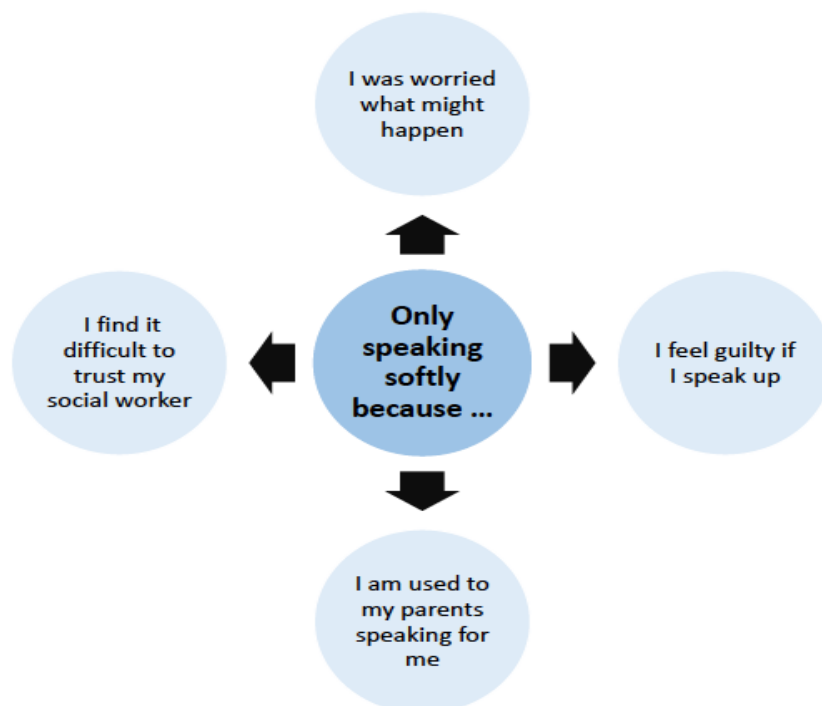 I was worried
what might
happen
I find it
difficult to
trust my
social worker
Only
speaking
softly
because ...
I feel guilty if
I speak up
I am used to
my parents
speaking for
me